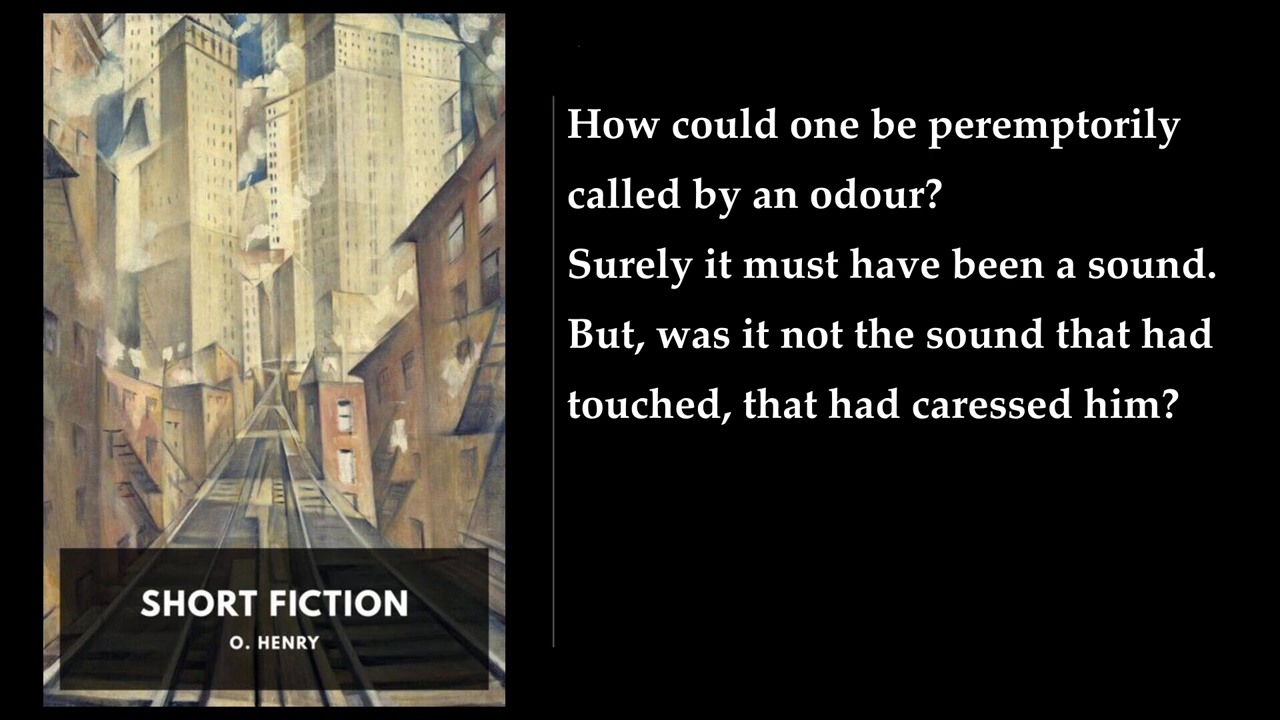 SHORT FICTION
O. HENRY
How could one be peremptorily
called by an odour?
Surely it must have been a sound.
But, was it not the sound that had
touched, that had caressed him?